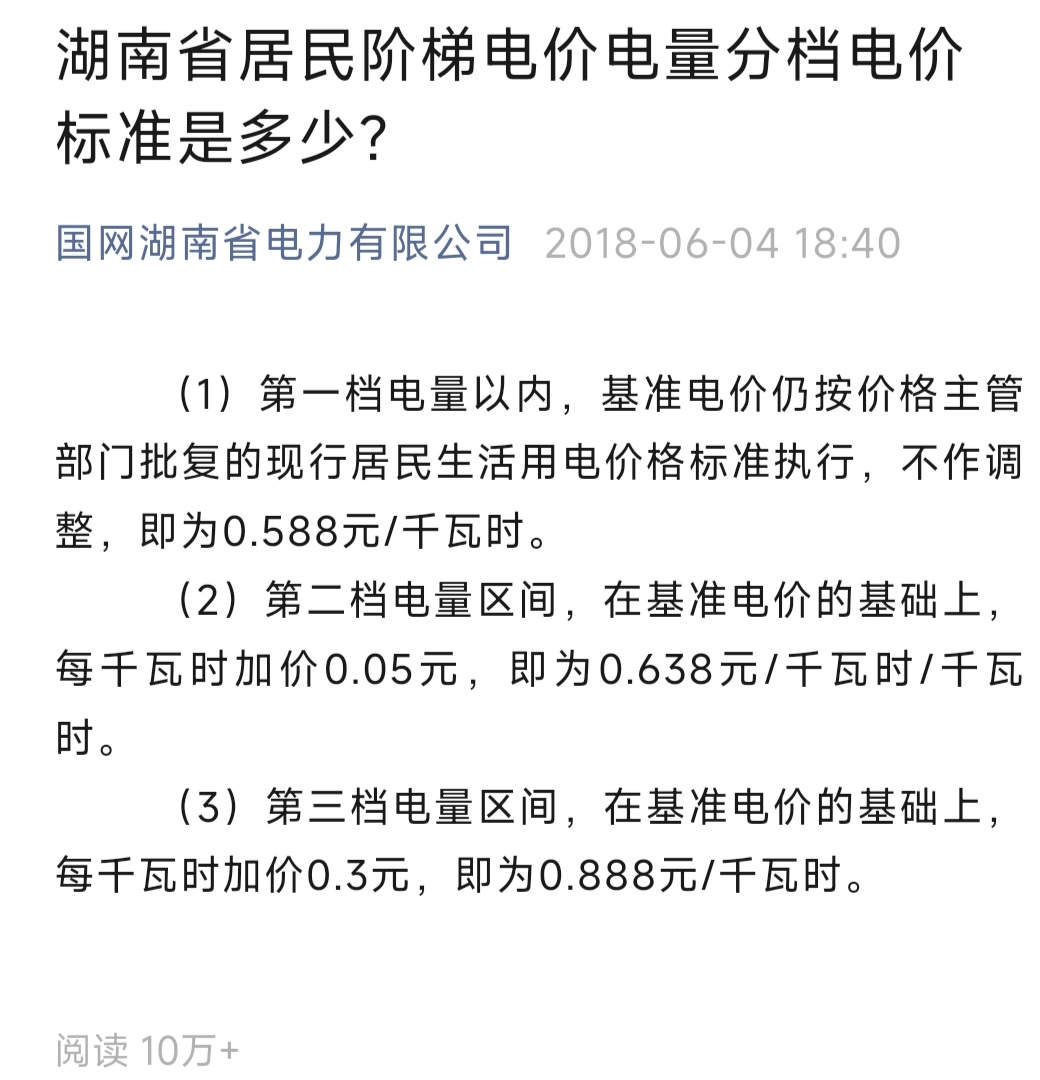 湖南省居民阶梯电价电量分档电价
标准是多少？
国网湖南省电力有限公司 2018-06-04 18:40
（1）第一档电量以内，基准电价仍按价格主管
部门批复的现行居民生活用电价格标准执行，不作调
整，即为0.588元/千瓦时。
（2）第二档电量区间，在基准电价的基础上，
每千瓦时加价0.05元，即为0.638元/千瓦时/千瓦
时。
（3）第三档电量区间，在基准电价的基础上，
每千瓦时加价0.3元，即为0.888元/千瓦时。
阅读 10万+